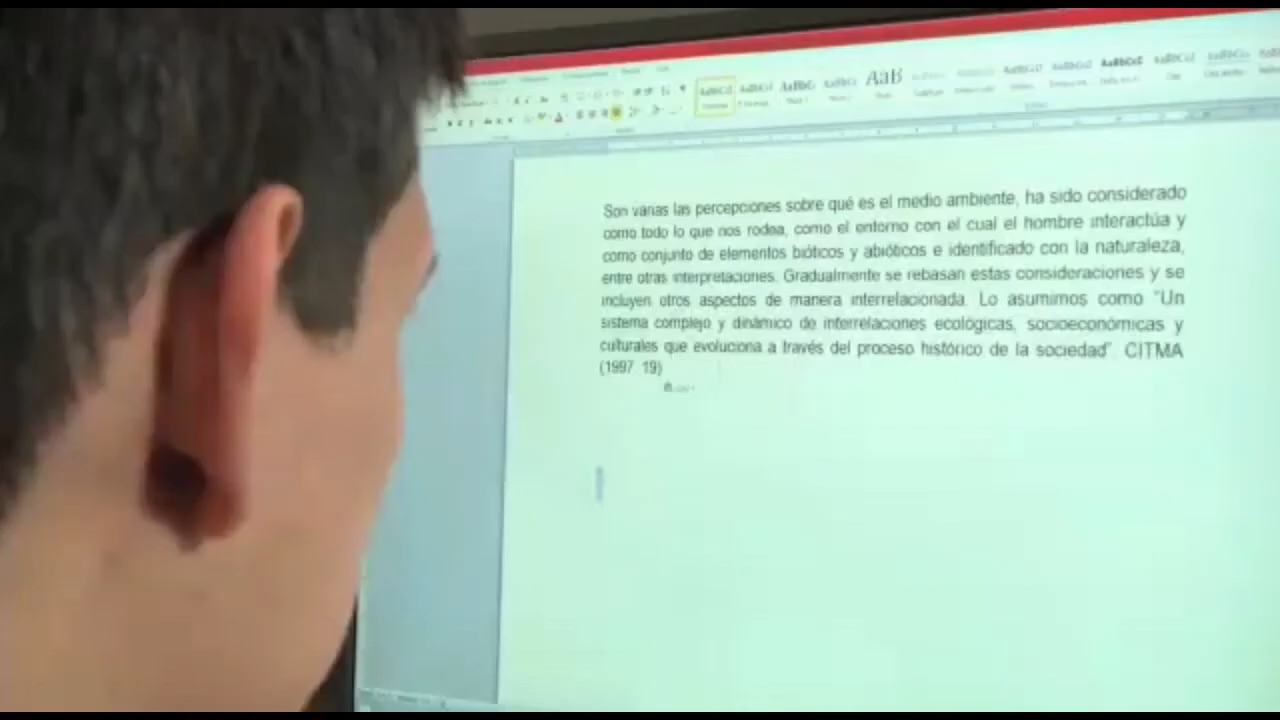 AaB
Son varias las percepciones sobre qué es el medio ambiente, ha sido considerado
como todo lo que nos rodea, como el entorno con el cual el hombre interactúa y
como conjunto de elementos bióticos y abióticos e identificado con la naturaleza,
entre otras interpretaciones. Gradualmente se rebasan estas consideraciones y se
incluyen otros aspectos de manera interrelacionada. Lo asumimos como “Un
sistema complejo y dinámico de interrelaciones ecológicas, socioeconómicas y
culturales que evoluciona a través del proceso histórico de la sociedad”. CITMA
(1997 19)